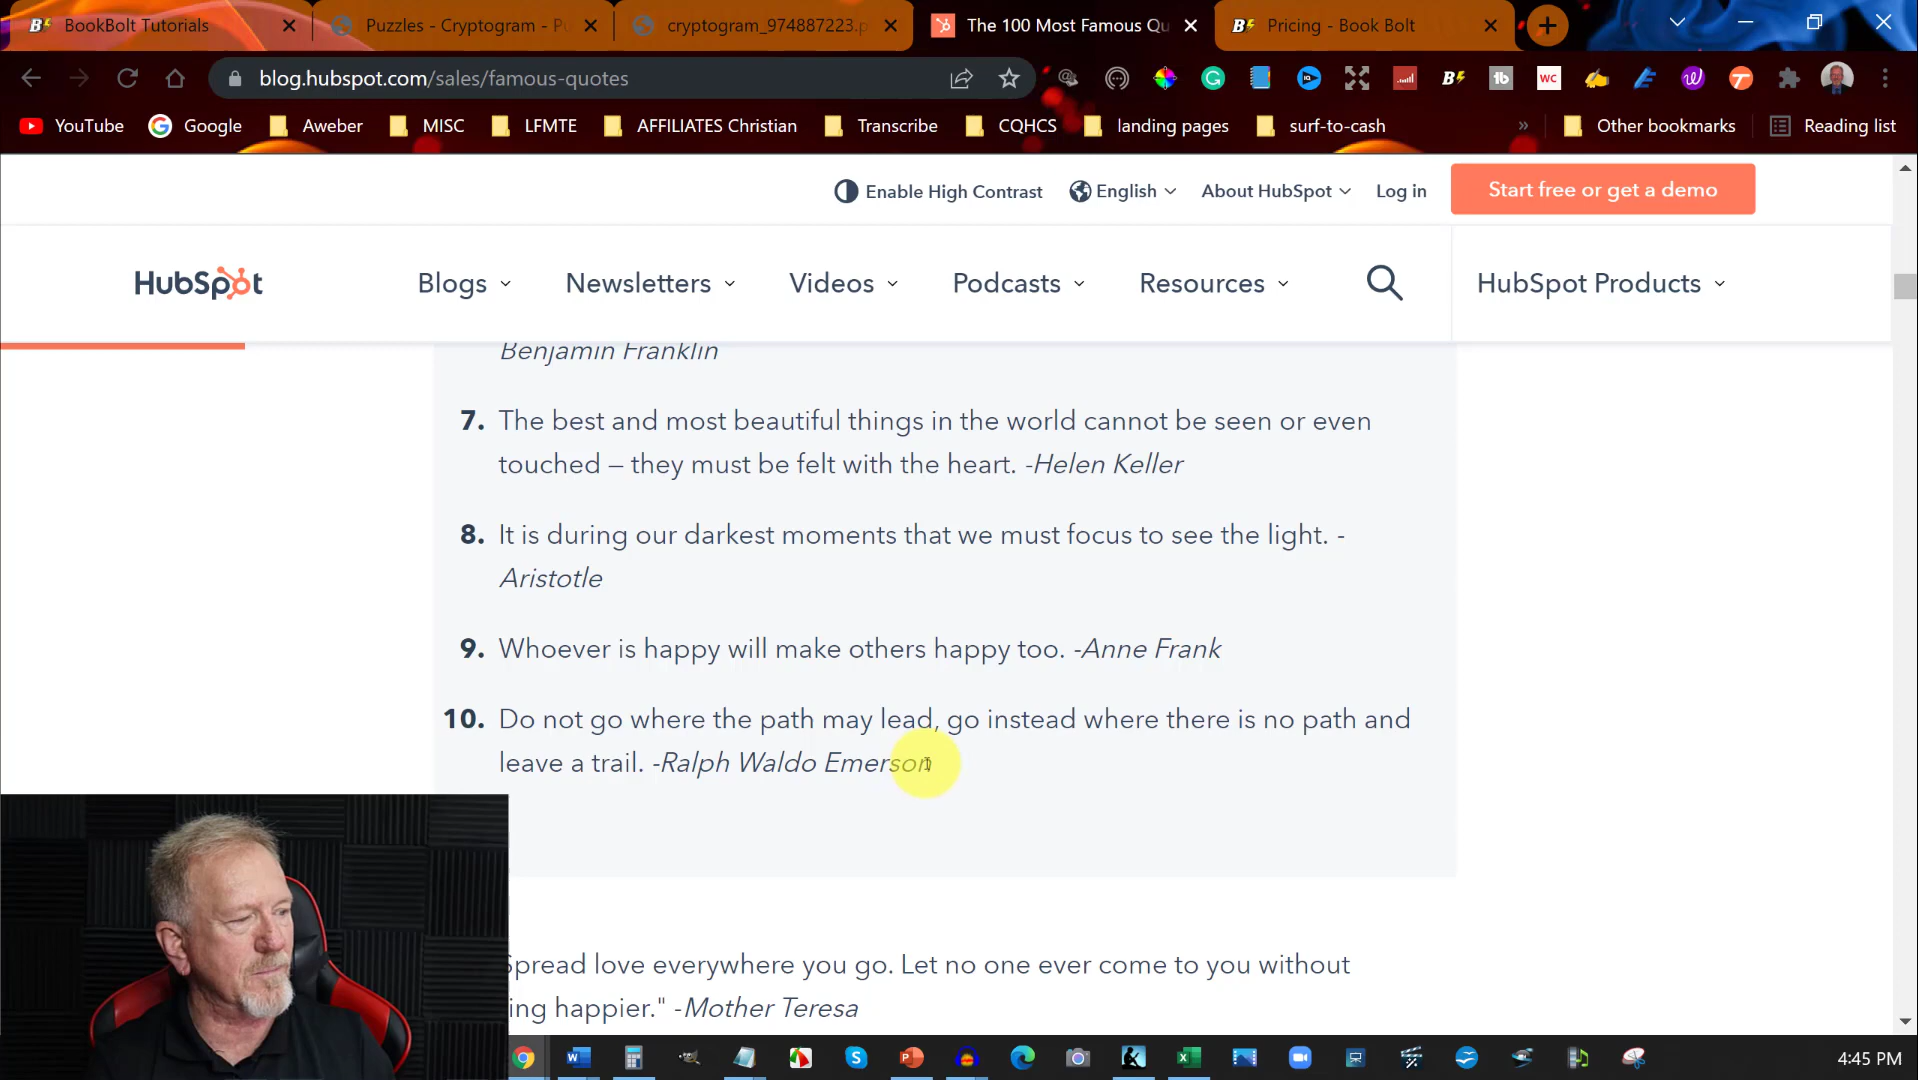 BookBolt Tutorials
Puzzles - Cryptogram - Pu
cryptogram_974887223.p
The 100 Most Famous Qu
Pricing - Book Bolt
blog.hubspot.com/sales/famous-quotes
YouTube
Google
Aweber
MISC
LFMTE
AFFILIATES Christian
Transcribe
CQHCS
landing pages
surf-to-cash
»
Other bookmarks
Reading list
Enable High Contrast
English
About HubSpot
Log in
Start free or get a demo
HubSpot
Blogs
Newsletters
Videos
Podcasts
Resources
HubSpot Products
Benjamin Franklin
7. The best and most beautiful things in the world cannot be seen or even
touched — they must be felt with the heart. -Helen Keller
8. It is during our darkest moments that we must focus to see the light. -
Aristotle
9. Whoever is happy will make others happy too. -Anne Frank
10. Do not go where the path may lead, go instead where there is no path and
leave a trail. -Ralph Waldo Emerson
Spread love everywhere you go. Let no one ever come to you without
ing happier." -Mother Teresa
4:45 PM